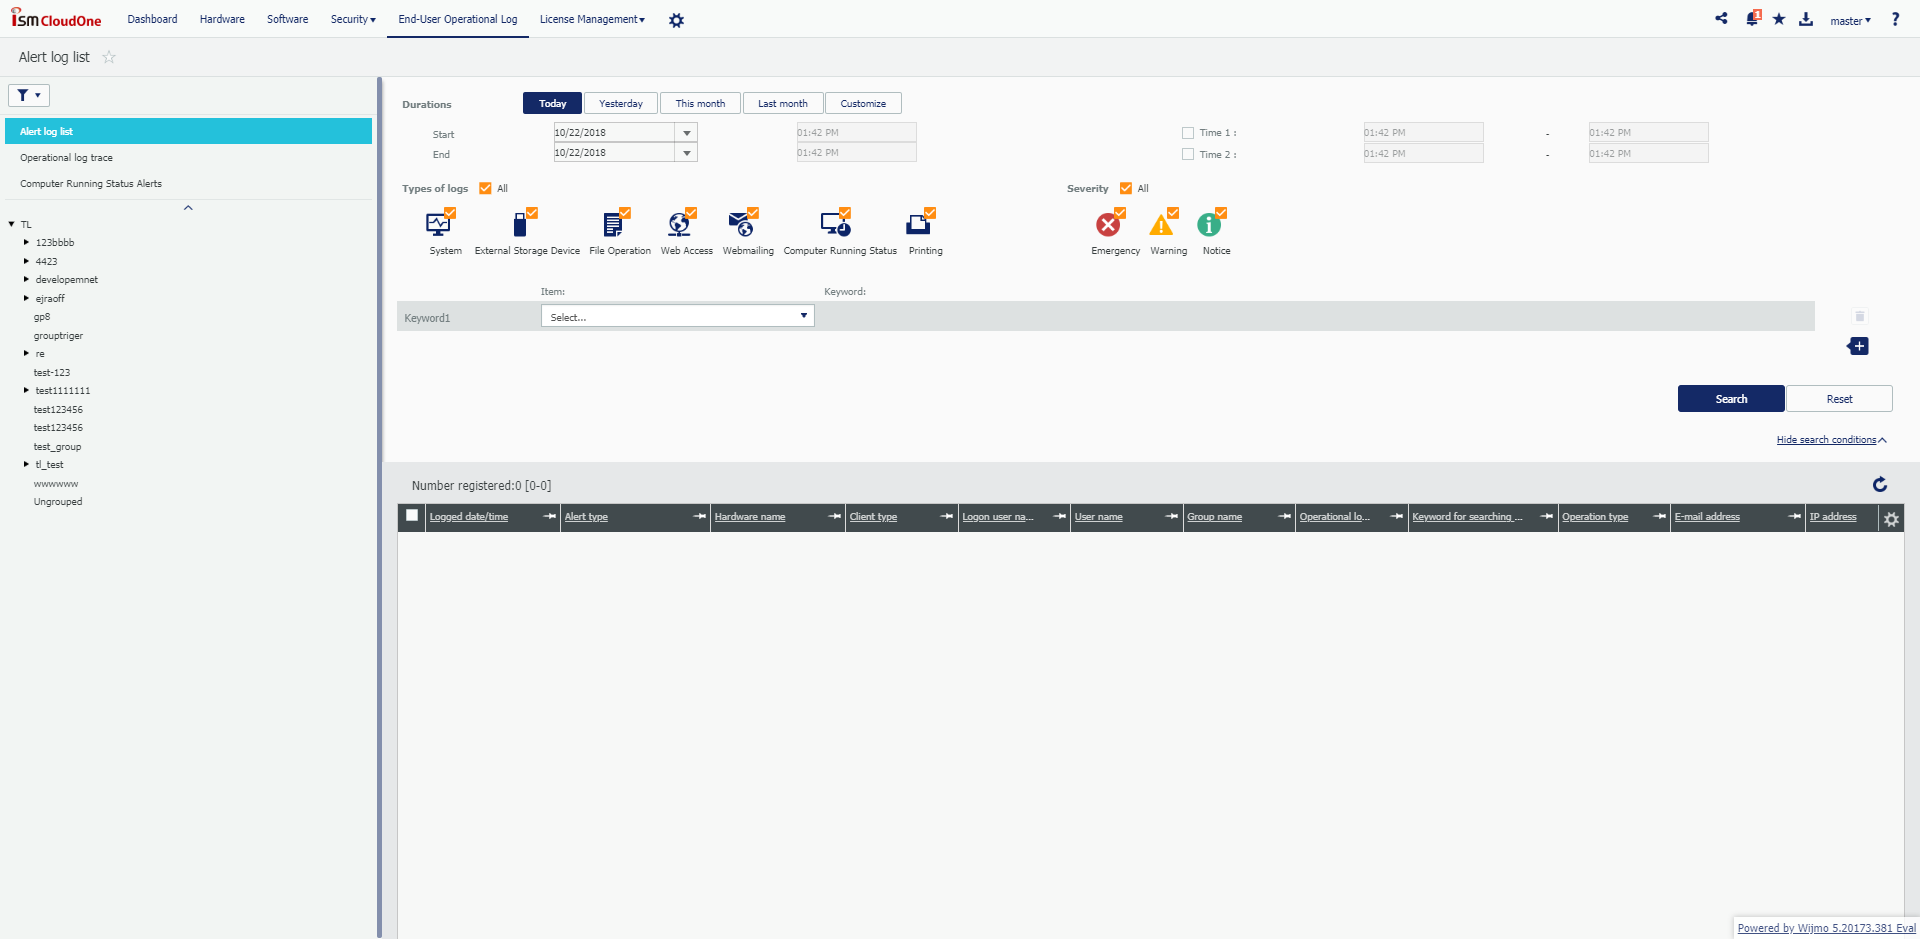 ism CloudOne Dashboard Hardware Software Security End-User Operational Log License Management 1 master ?
Alert log list
Alert log list
Operational log trace
Computer Running Status Alerts
TL
123bbbb
4423
developemnet
ejraoff
gp8
grouptriger
re
test-123
test1111111
test123456
test123456
test_group
tl_test
wwwwww
Ungrouped
Durations Today Yesterday This month Last month Customize
Start 10/22/2018 01:42 PM Time 1 : 01:42 PM - 01:42 PM
End 10/22/2018 01:42 PM Time 2 : 01:42 PM - 01:42 PM
Types of logs All Severity All
System External Storage Device File Operation Web Access Webmailing Computer Running Status Printing Emergency Warning Notice
Item: Keyword:
Keyword1 Select...
Search Reset
Hide search conditions
Number registered:0 [0-0]
Logged date/time Alert type Hardware name Client type Logon user na... User name Group name Operational lo... Keyword for searching ... Operation type E-mail address IP address
Powered by Wijmo 5.20173.381 Eval